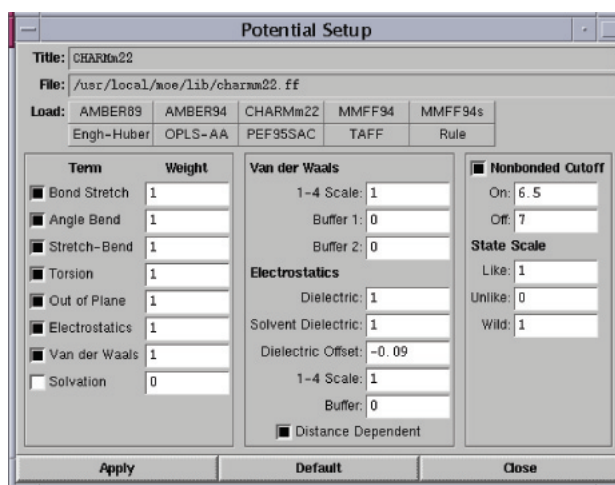 Potential Setup
Title: CHARMm22
File: /usr/local/moe/lib/charmm22.ff
Load: AMBER89 AMBER94 CHARMm22 MMFF94 MMFF94s
Engh-Huber OPLS-AA PEF95SAC TAFF Rule
Term Weight
Bond Stretch 1
Angle Bend 1
Stretch-Bend 1
Torsion 1
Out of Plane 1
Electrostatics 1
Van der Waals 1
Solvation 0
Van der Waals
1-4 Scale: 1
Buffer 1: 0
Buffer 2: 0
Electrostatics
Dielectric: 1
Solvent Dielectric: 1
Dielectric Offset: -0.09
1-4 Scale: 1
Buffer: 0
Distance Dependent
Nonbonded Cutoff
On: 6.5
Off: 7
State Scale
Like: 1
Unlike: 0
Wild: 1
Apply Default Close